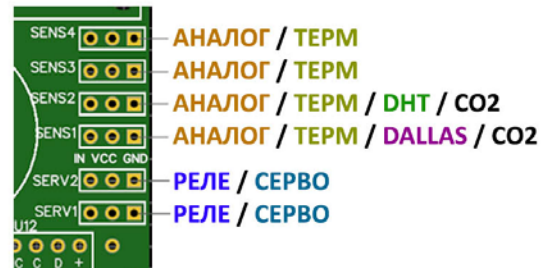 SENS4 АНАЛОГ / ТЕРМ
SENS3 АНАЛОГ / ТЕРМ
SENS2 АНАЛОГ / ТЕРМ / DHT / CO2
SENS1 АНАЛОГ / ТЕРМ / DALLAS / CO2
IN VCC GND
SERV2 РЕЛЕ / СЕРВО
SERV1 РЕЛЕ / СЕРВО
U12
C C D +